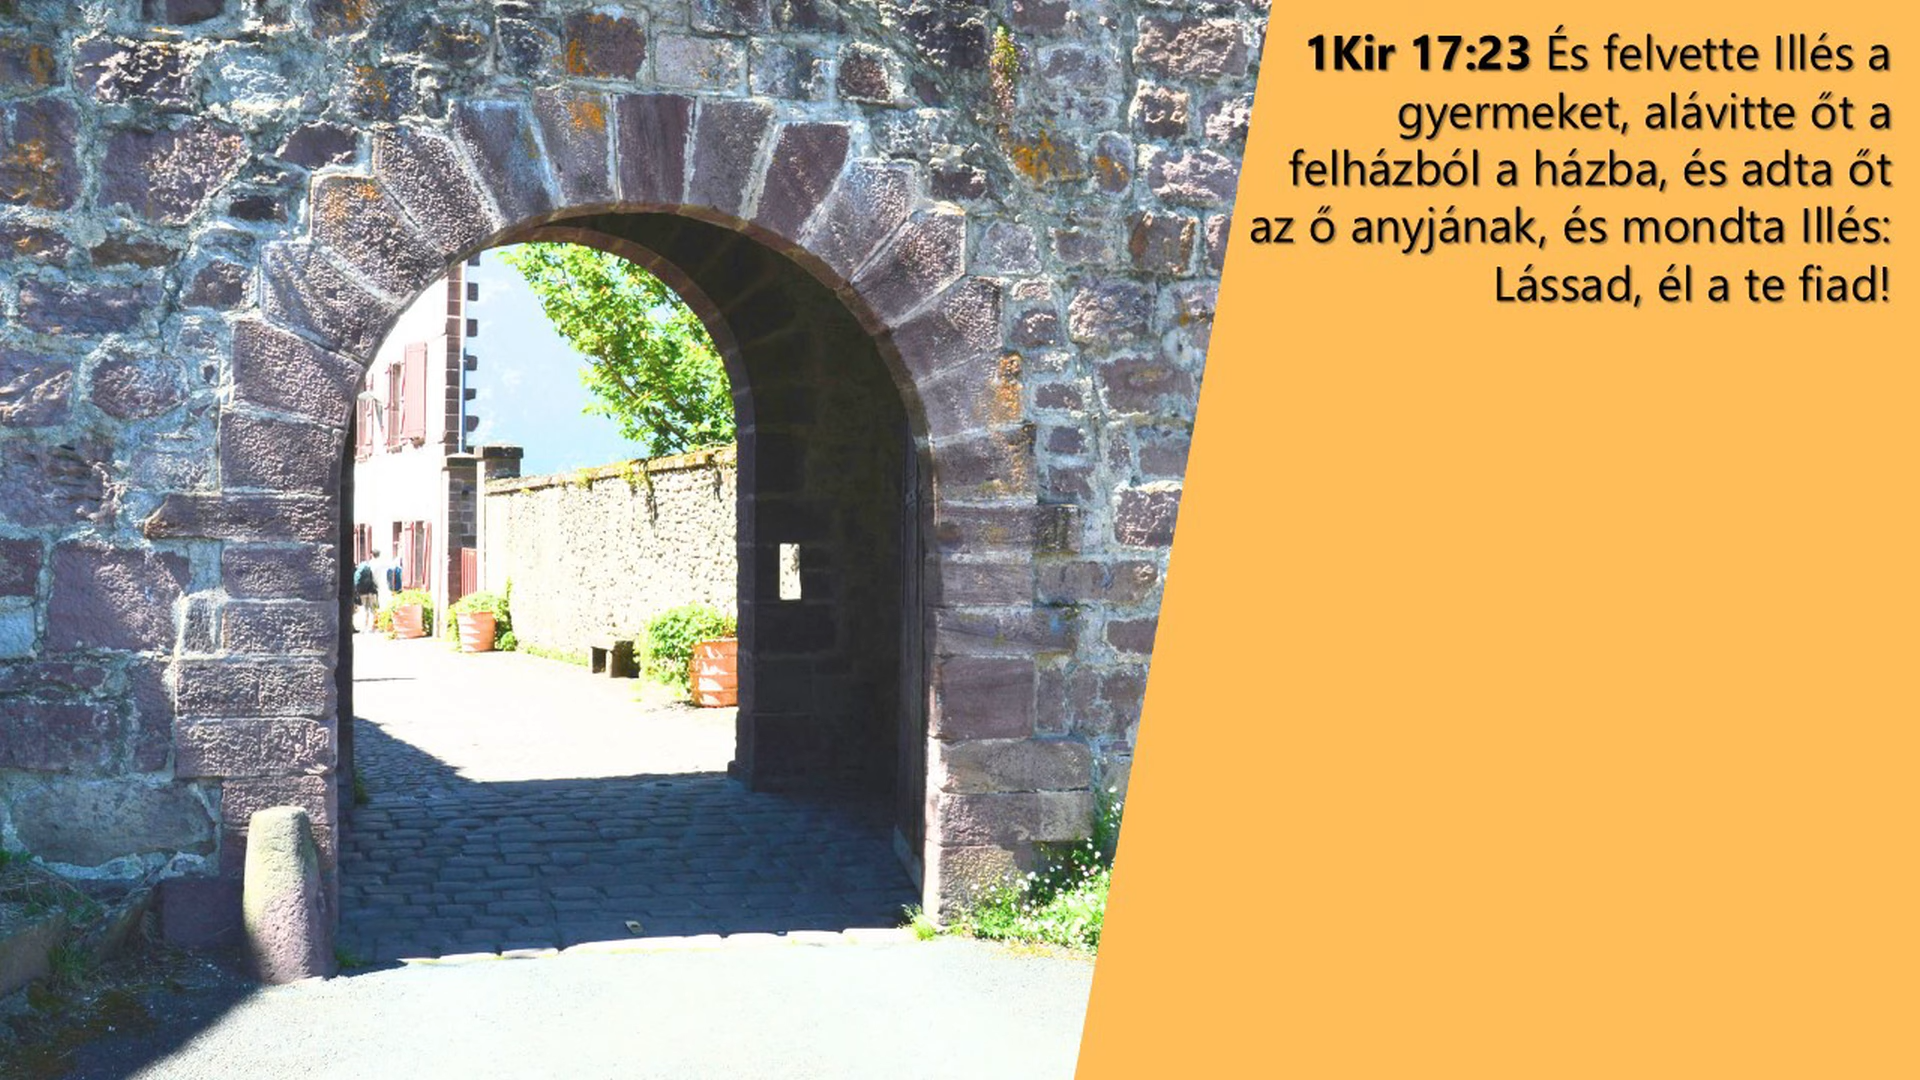 1Kir 17:23 És felvette Illés a
gyermeket, alávitte őt a
felházból a házba, és adta őt
az ő anyjának, és mondta Illés:
Lássad, él a te fiad!